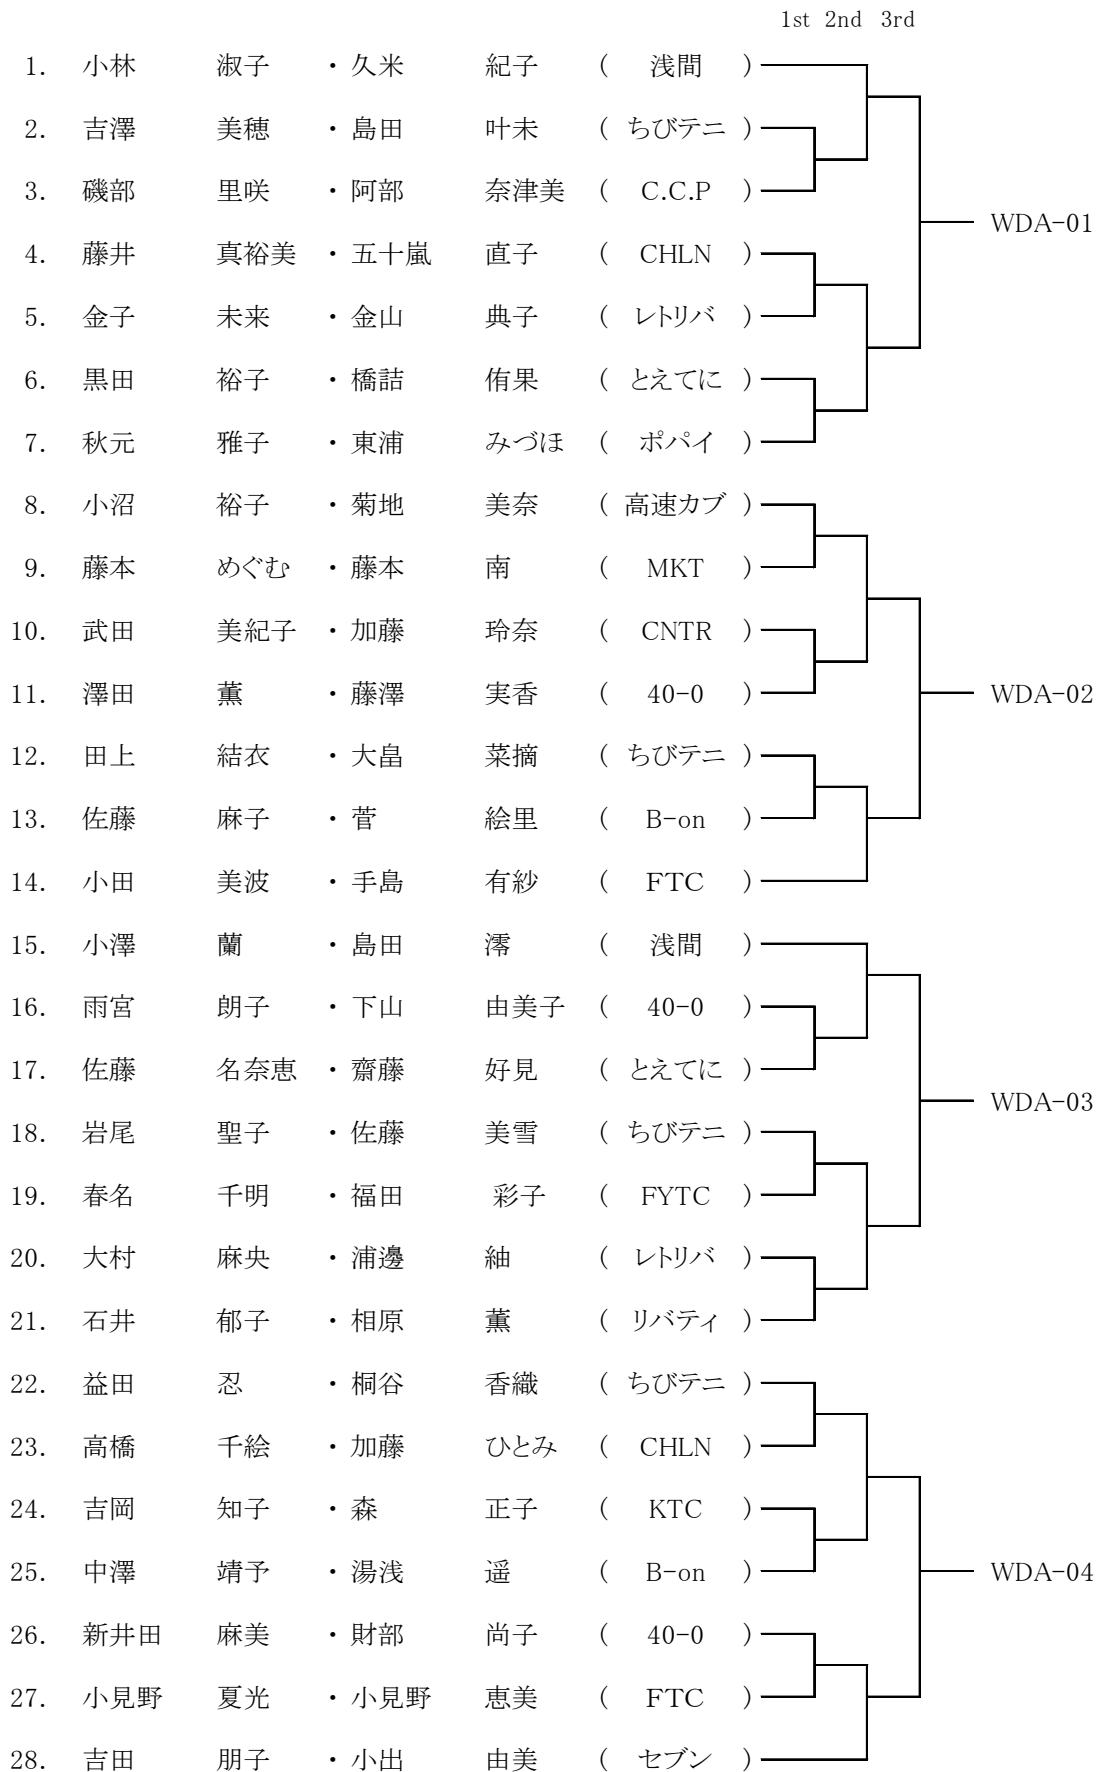 1st 2nd 3rd
1. 小林 淑子 ・ 久米 紀子 ( 浅間 )
2. 吉澤 美穂 ・ 島田 叶未 ( ちびテニ )
3. 磯部 里咲 ・ 阿部 奈津美 ( C.C.P )
WDA-01
4. 藤井 真裕美 ・ 五十嵐 直子 ( CHLN )
5. 金子 未来 ・ 金山 典子 ( レトリバ )
6. 黒田 裕子 ・ 橋詰 侑果 ( とえてに )
7. 秋元 雅子 ・ 東浦 みづほ ( ポパイ )
8. 小沼 裕子 ・ 菊地 美奈 ( 高速カブ )
9. 藤本 めぐむ ・ 藤本 南 ( MKT )
10. 武田 美紀子 ・ 加藤 玲奈 ( CNTR )
11. 澤田 薫 ・ 藤澤 実香 ( 40-0 ) WDA-02
12. 田上 結衣 ・ 大畠 菜摘 ( ちびテニ )
13. 佐藤 麻子 ・ 菅 絵里 ( B-on )
14. 小田 美波 ・ 手島 有紗 ( FTC )
15. 小澤 蘭 ・ 島田 澪 ( 浅間 )
16. 雨宮 朗子 ・ 下山 由美子 ( 40-0 )
17. 佐藤 名奈恵 ・ 齋藤 好見 ( とえてに )
WDA-03
18. 岩尾 聖子 ・ 佐藤 美雪 ( ちびテニ )
19. 春名 千明 ・ 福田 彩子 ( FYTC )
20. 大村 麻央 ・ 浦邊 紬 ( レトリバ )
21. 石井 郁子 ・ 相原 薫 ( リバティ )
22. 益田 忍 ・ 桐谷 香織 ( ちびテニ )
23. 高橋 千絵 ・ 加藤 ひとみ ( CHLN )
24. 吉岡 知子 ・ 森 正子 ( KTC )
25. 中澤 靖予 ・ 湯浅 遥 ( B-on ) WDA-04
26. 新井田 麻美 ・ 財部 尚子 ( 40-0 )
27. 小見野 夏光 ・ 小見野 恵美 ( FTC )
28. 吉田 朋子 ・ 小出 由美 ( セブン )